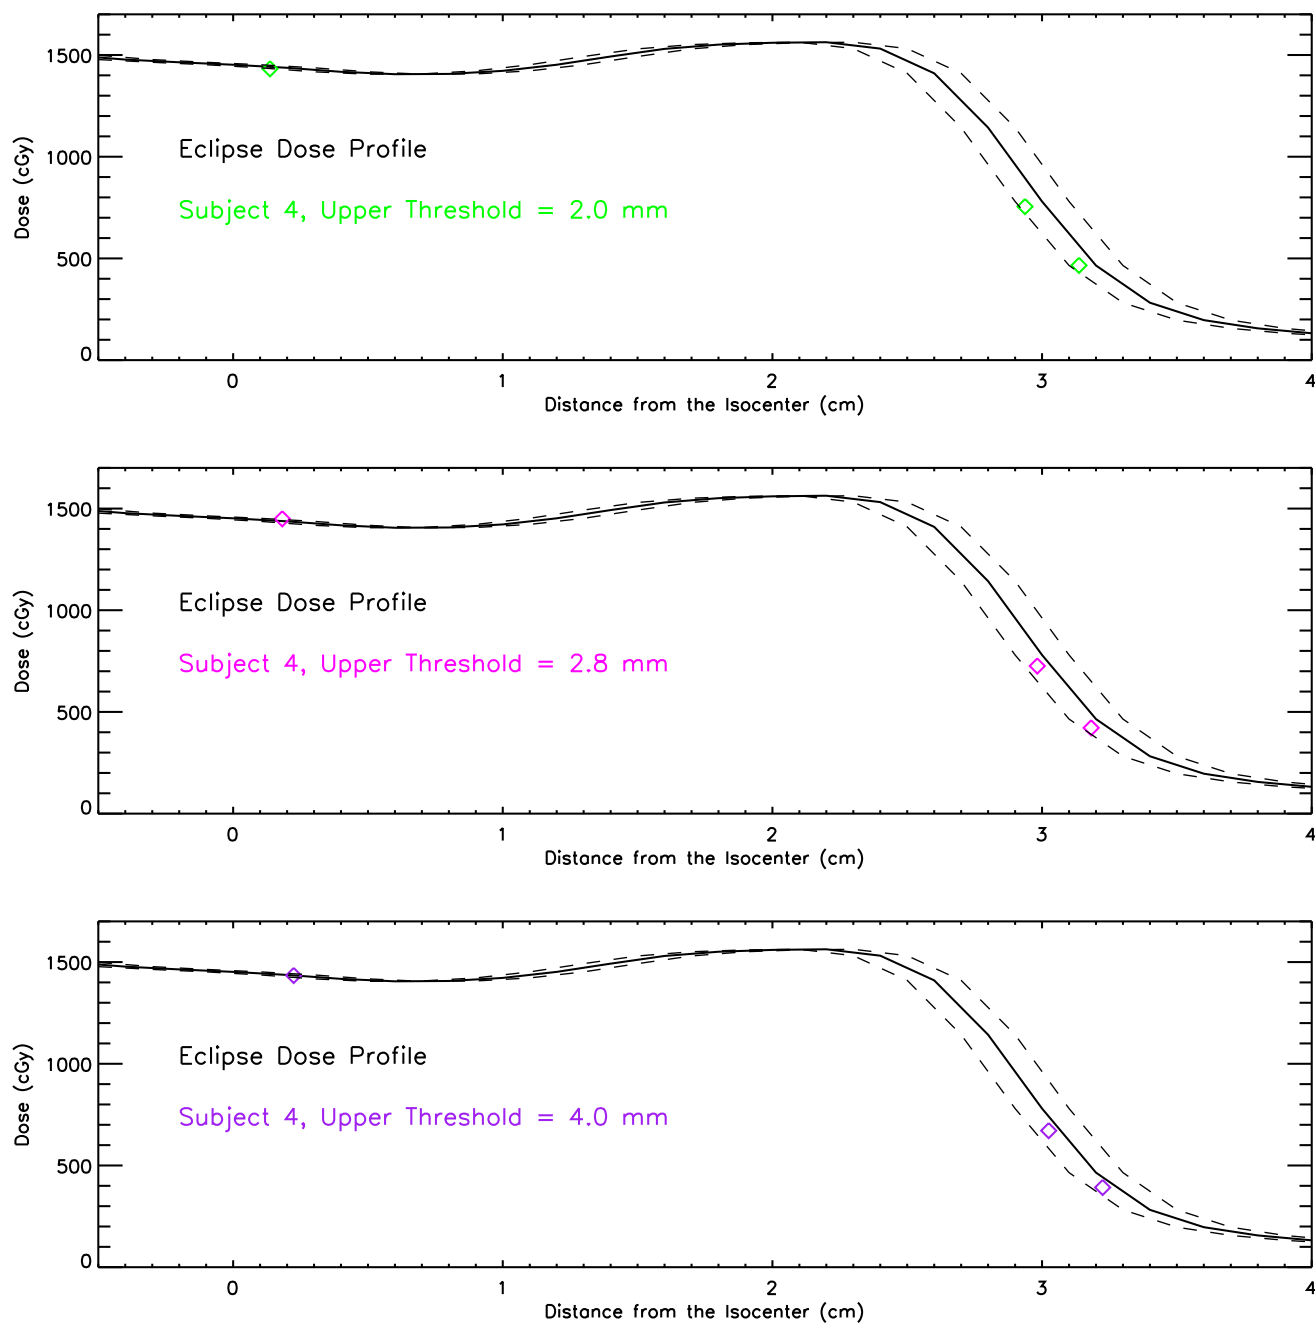 1500
1000
500
0
Dose (cGy)
Eclipse Dose Profile
Subject 4, Upper Threshold = 2.0 mm
0 1 2 3 4
Distance from the Isocenter (cm)
1500
1000
500
0
Dose (cGy)
Eclipse Dose Profile
Subject 4, Upper Threshold = 2.8 mm
0 1 2 3 4
Distance from the Isocenter (cm)
1500
1000
500
0
Dose (cGy)
Eclipse Dose Profile
Subject 4, Upper Threshold = 4.0 mm
0 1 2 3 4
Distance from the Isocenter (cm)